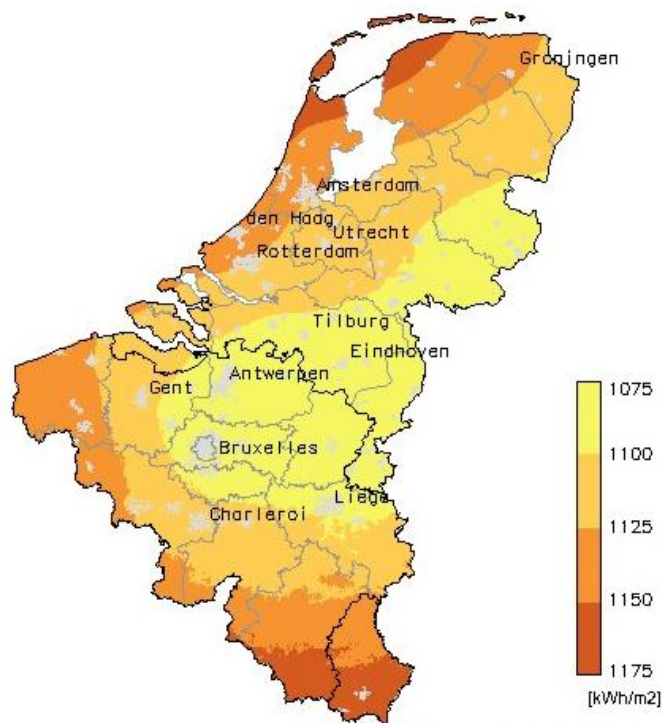 Groningen
Amsterdam
den Haag
Utrecht
Rotterdam
Tilburg
Eindhoven
Gent
Antwerpen
Bruxelles
Liege
Charleroi
1075
1100
1125
1150
1175
[kWh/m2]